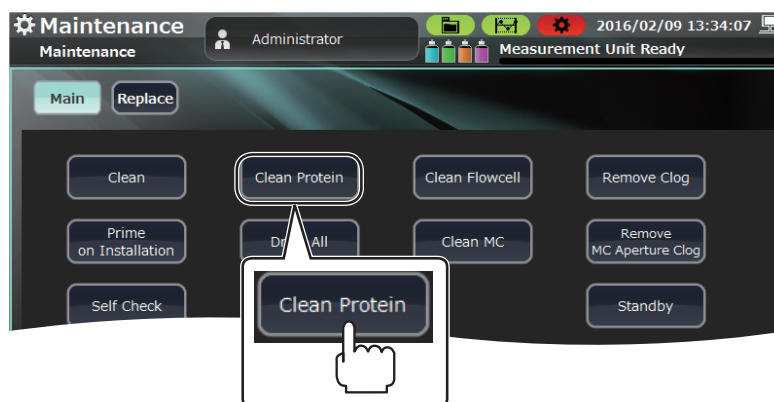 Maintenance
Maintenance
Administrator
2016/02/09 13:34:07
Measurement Unit Ready
Main
Replace
Clean
Clean Protein
Clean Flowcell
Remove Clog
Prime
on Installation
All
Clean MC
Remove
MC Aperture Clog
Self Check
Clean Protein
Standby